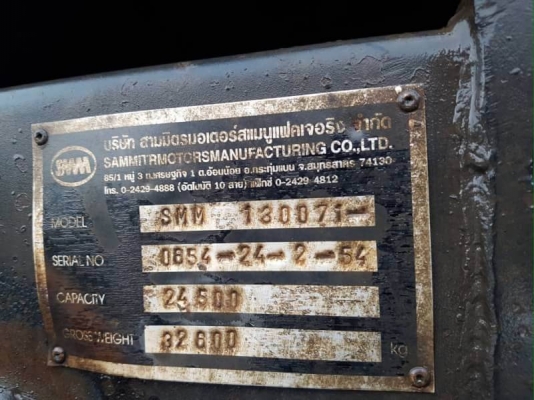 SMM
บริษัท สามมิตรมอเตอร์สแมนูแฟคเจอริง จำกัด
SAMMITRMOTORSMANUFACTURING CO.,LTD.
85/1 หมู่ 3 ถ.เศรษฐกิจ 1 ต.อ้อมน้อย อ.กระทุ่มแบน จ.สมุทรสาคร 74130
โทร. 0-2429-4888 (อัตโนมัติ 10 สาย) แฟ็กซ์ 0-2429-4812
MODEL SMM 130071-
SERIAL NO 0854-24-2-54
CAPACITY 24500
GROSS WEIGHT 32600 kg